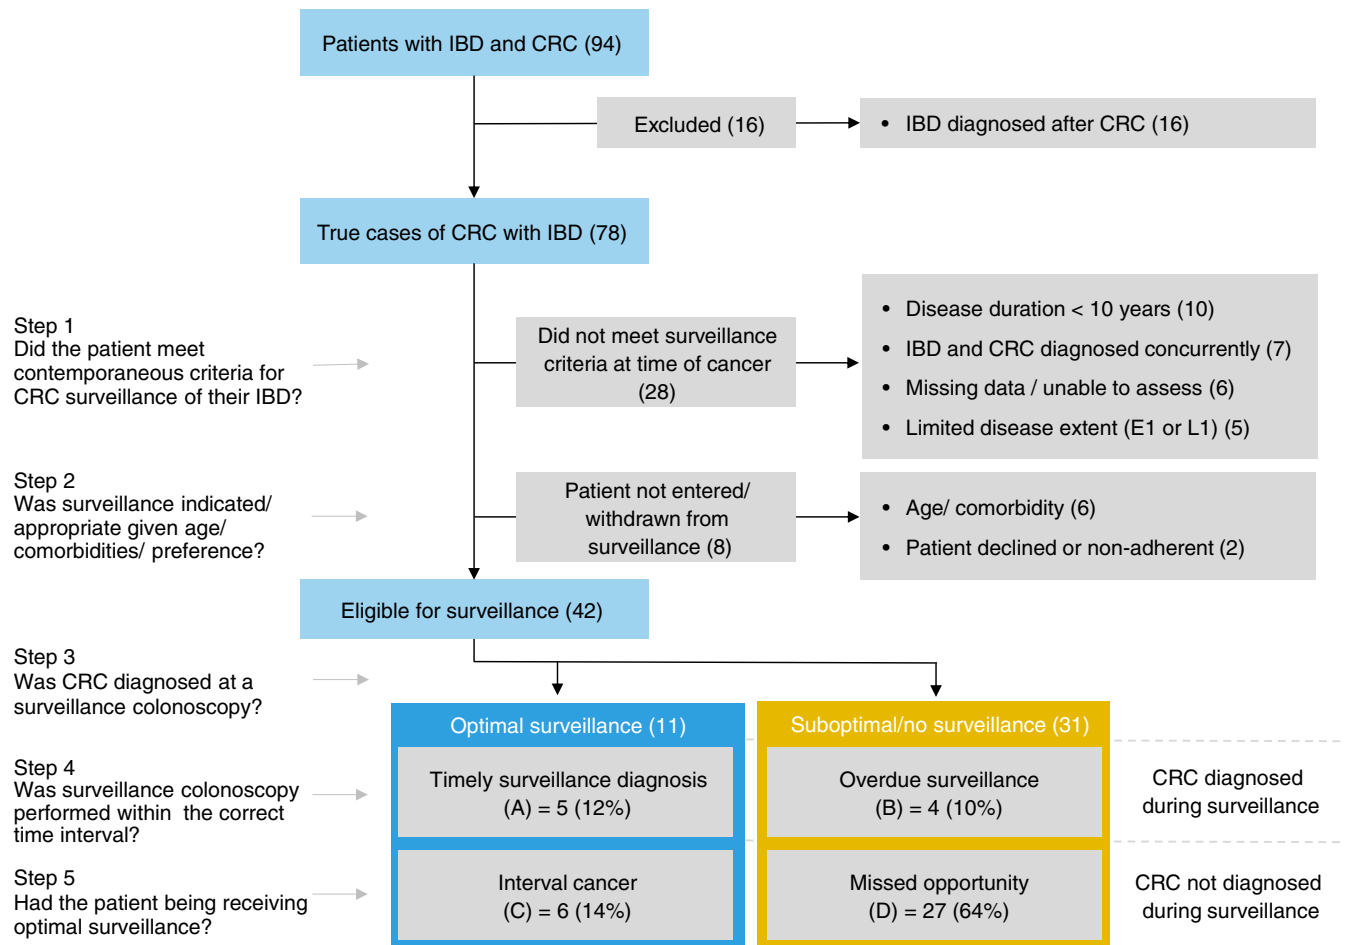 Patients with IBD and CRC (94)
Excluded (16)
• IBD diagnosed after CRC (16)
True cases of CRC with IBD (78)
Step 1
Did the patient meet
contemporaneous criteria for
CRC surveillance of their IBD?
Did not meet surveillance
criteria at time of cancer
(28)
• Disease duration < 10 years (10)
• IBD and CRC diagnosed concurrently (7)
• Missing data / unable to assess (6)
• Limited disease extent (E1 or L1) (5)
Step 2
Was surveillance indicated/
appropriate given age/
comorbidities/ preference?
Patient not entered/
withdrawn from
surveillance (8)
• Age/ comorbidity (6)
• Patient declined or non-adherent (2)
Eligible for surveillance (42)
Step 3
Was CRC diagnosed at a
surveillance colonoscopy?
Optimal surveillance (11)
Suboptimal/no surveillance (31)
Step 4
Was surveillance colonoscopy
performed within the correct
time interval?
Timely surveillance diagnosis
(A) = 5 (12%)
Overdue surveillance
(B) = 4 (10%)
CRC diagnosed
during surveillance
Step 5
Had the patient being receiving
optimal surveillance?
Interval cancer
(C) = 6 (14%)
Missed opportunity
(D) = 27 (64%)
CRC not diagnosed
during surveillance